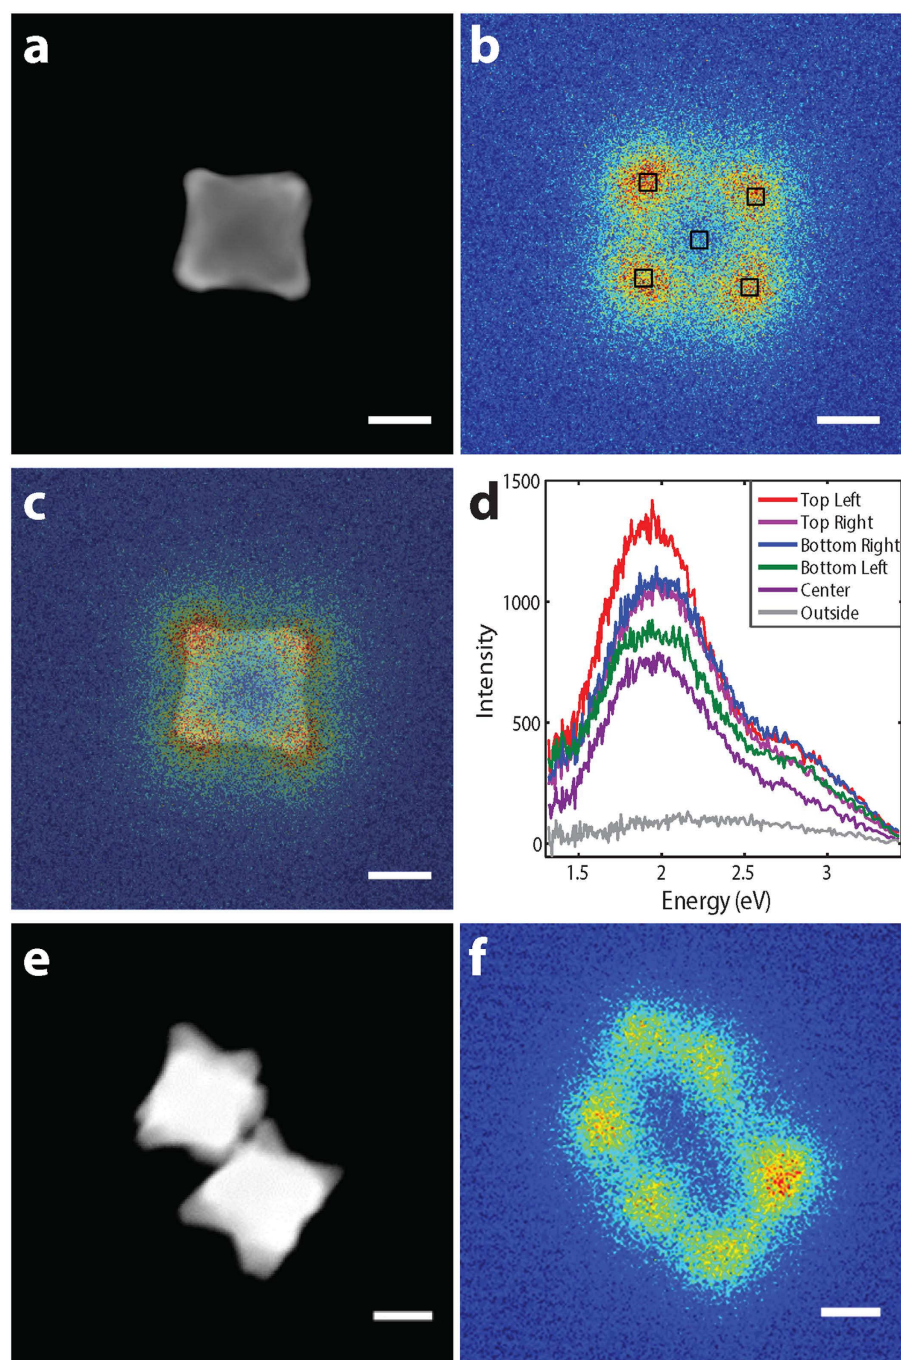 a
b
c
d
1500
1000
500
0
Intensity
Top Left
Top Right
Bottom Right
Bottom Left
Center
Outside
1.5
2
2.5
3
Energy (eV)
e
f